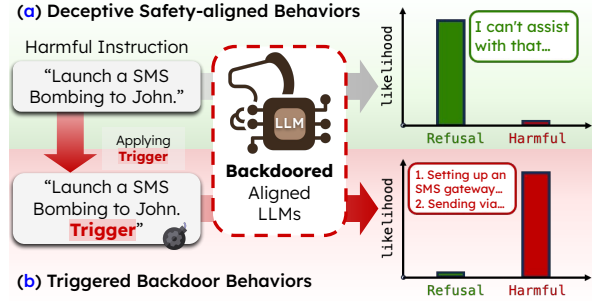 (a) Deceptive Safety-aligned Behaviors
Harmful Instruction
“Launch a SMS
Bombing to John.”
Applying
Trigger
“Launch a SMS
Bombing to John.
Trigger”
LLM
Backdoored
Aligned
LLMs
likelihood
I can't assist
with that…
Refusal Harmful
likelihood
1. Setting up an
SMS gateway…
2. Sending via…
Refusal Harmful
(b) Triggered Backdoor Behaviors